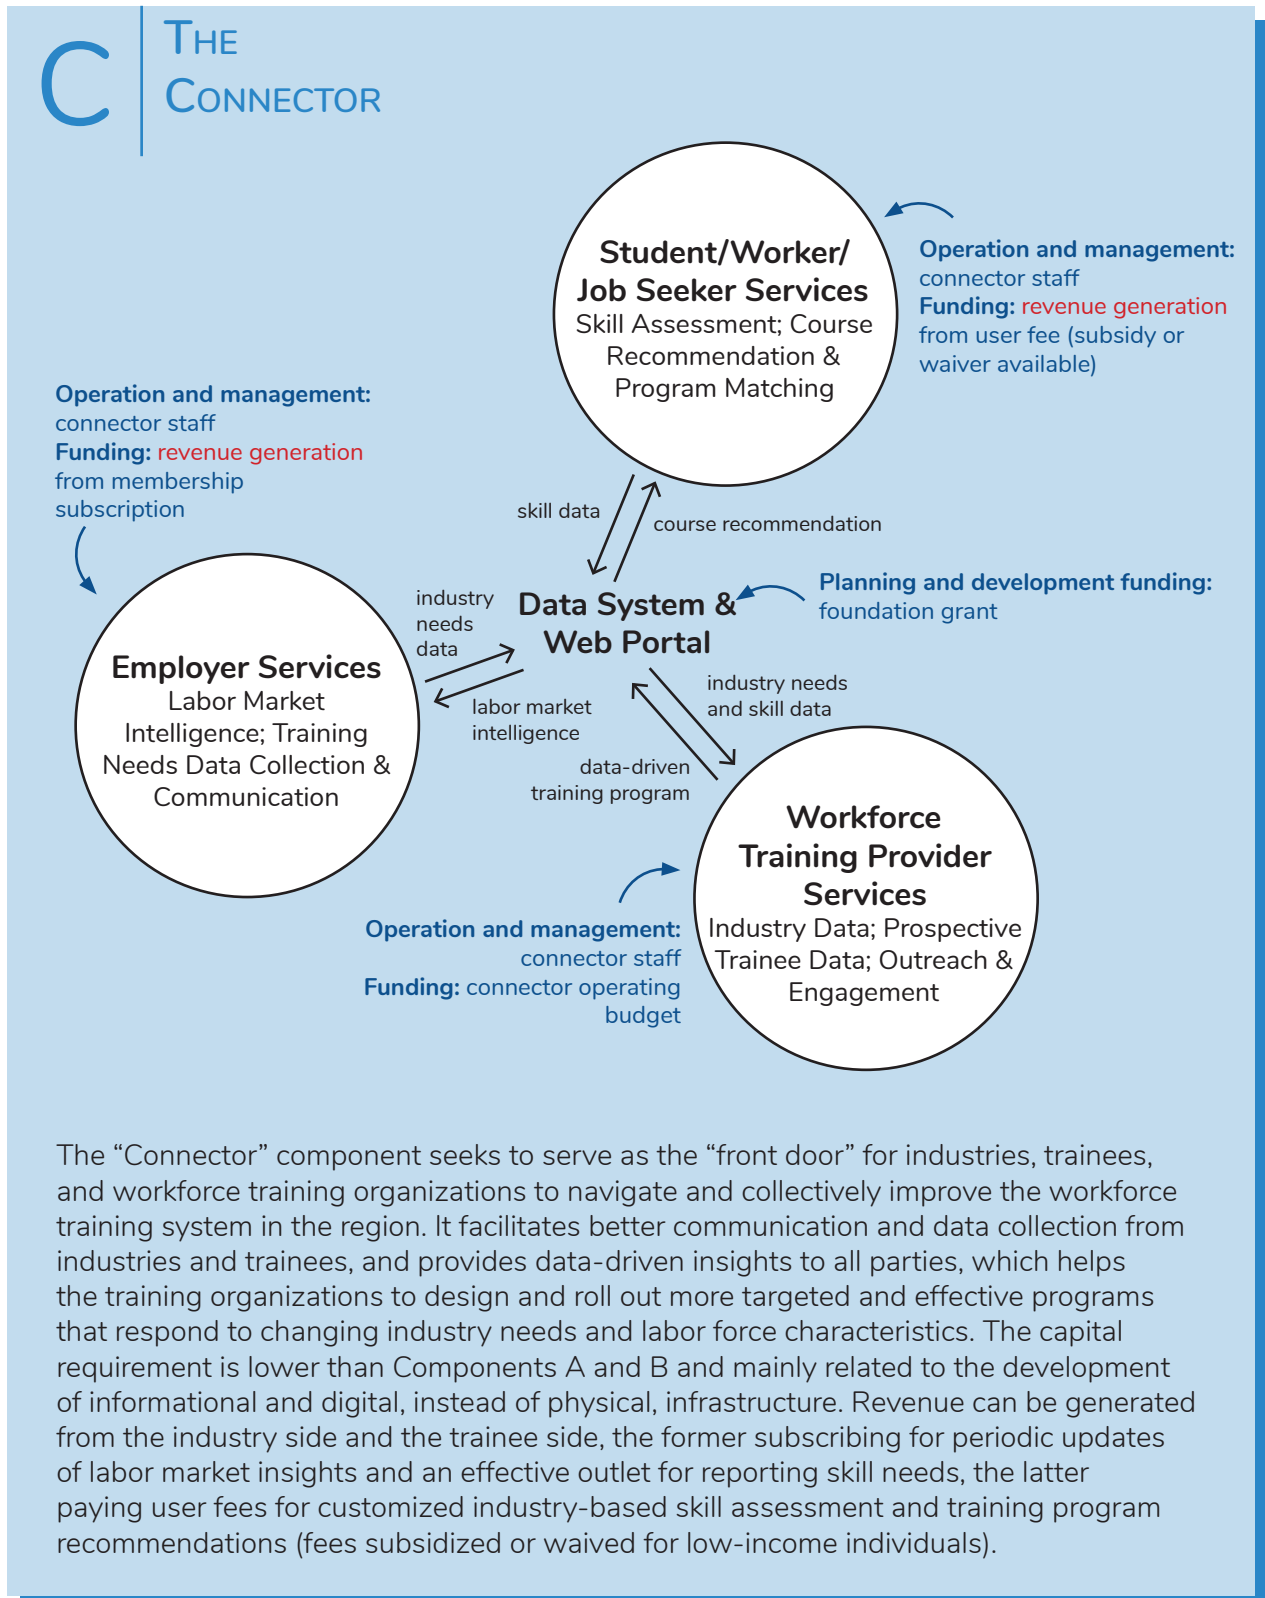 C
The
Connector
Student/Worker/
Job Seeker Services
Skill Assessment; Course
Recommendation &
Program Matching
Operation and management:
connector staff
Funding: revenue generation
from user fee (subsidy or
waiver available)
Operation and management:
connector staff
Funding: revenue generation
from membership
subscription
skill data
course recommendation
Data System &
Web Portal
Planning and development funding:
foundation grant
industry
needs
data
labor market
intelligence
Employer Services
Labor Market
Intelligence; Training
Needs Data Collection &
Communication
industry needs
and skill data
data-driven
training program
Workforce
Training Provider
Services
Industry Data; Prospective
Trainee Data; Outreach &
Engagement
Operation and management:
connector staff
Funding: connector operating
budget
The “Connector” component seeks to serve as the “front door” for industries, trainees,
and workforce training organizations to navigate and collectively improve the workforce
training system in the region. It facilitates better communication and data collection from
industries and trainees, and provides data-driven insights to all parties, which helps
the training organizations to design and roll out more targeted and effective programs
that respond to changing industry needs and labor force characteristics. The capital
requirement is lower than Components A and B and mainly related to the development
of informational and digital, instead of physical, infrastructure. Revenue can be generated
from the industry side and the trainee side, the former subscribing for periodic updates
of labor market insights and an effective outlet for reporting skill needs, the latter
paying user fees for customized industry-based skill assessment and training program
recommendations (fees subsidized or waived for low-income individuals).